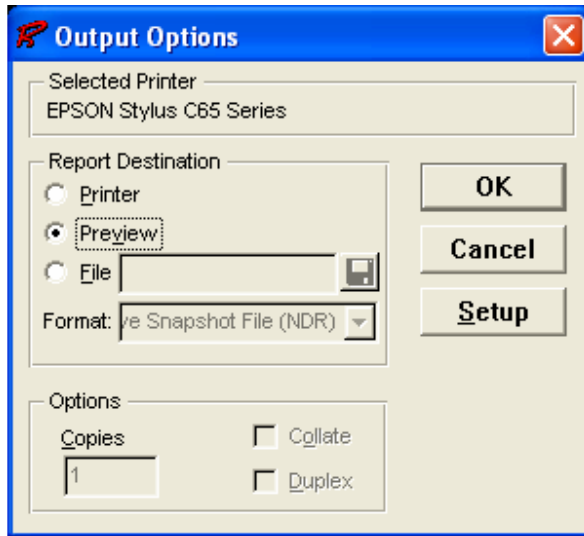 Output Options
Selected Printer
EPSON Stylus C65 Series
Report Destination
Printer
Preview
File
Format: ve Snapshot File (NDR)
OK
Cancel
Setup
Options
Copies
1
Collate
Duplex